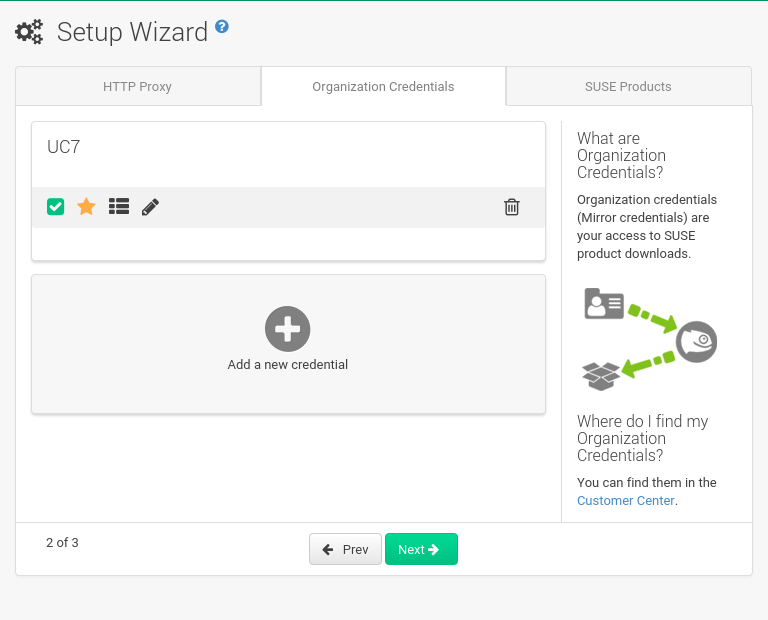 Setup Wizard ?
HTTP Proxy
Organization Credentials
SUSE Products
UC7
Add a new credential
What are
Organization
Credentials?
Organization credentials
(Mirror credentials) are
your access to SUSE
product downloads.
Where do I find my
Organization
Credentials?
You can find them in the
Customer Center.
2 of 3
Prev
Next